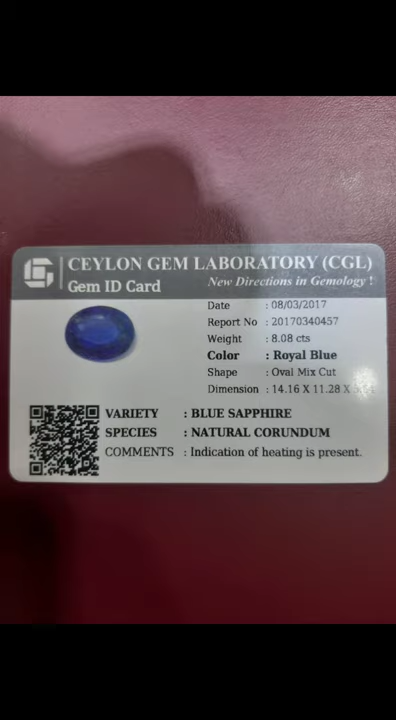 CEYLON GEM LABORATORY (CGL)
Gem ID Card
New Directions in Gemology !
Date : 08/03/2017
Report No : 20170340457
Weight : 8.08 cts
Color : Royal Blue
Shape : Oval Mix Cut
Dimension : 14.16 X 11.28 X
VARIETY : BLUE SAPPHIRE
SPECIES : NATURAL CORUNDUM
COMMENTS : Indication of heating is present.